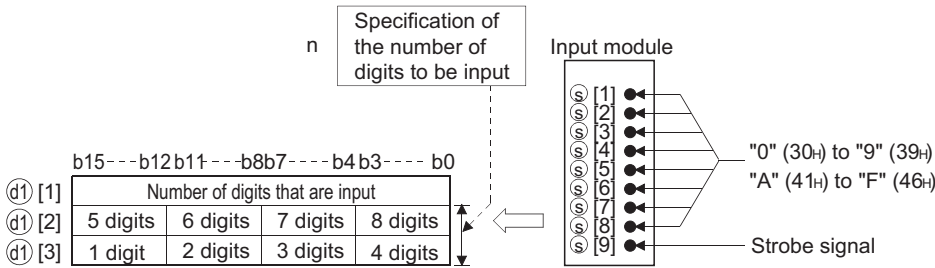 n
Specification of
the number of
digits to be input
Input module
ⓢ [1]
ⓢ [2]
ⓢ [3]
ⓢ [4]
ⓢ [5]
ⓢ [6]
ⓢ [7]
ⓢ [8]
ⓢ [9]
"0" (30H) to "9" (39H)
"A" (41H) to "F" (46H)
Strobe signal
b15---b12 b11----b8b7----b4 b3--- b0
(d1) [1] Number of digits that are input
(d1) [2] 5 digits 6 digits 7 digits 8 digits
(d1) [3] 1 digit 2 digits 3 digits 4 digits